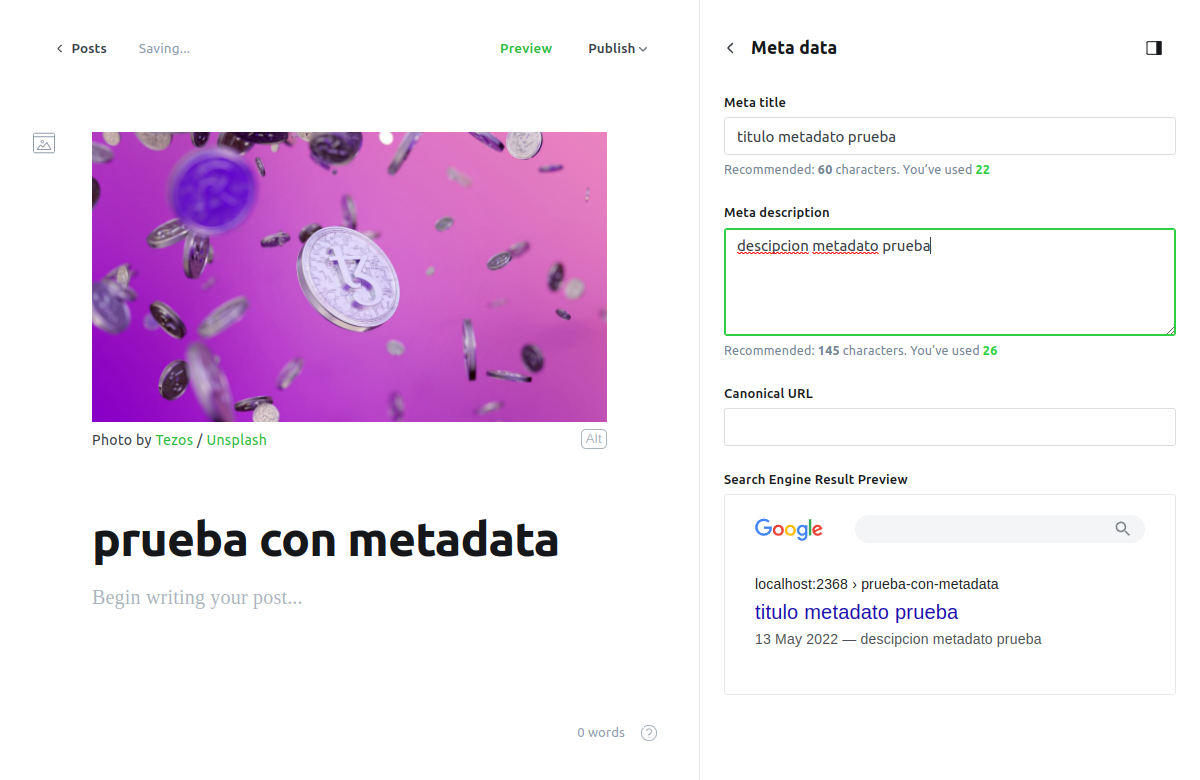 Posts
Saving...
Preview
Publish
Meta data
Meta title
titulo metadato prueba
Recommended: 60 characters. You’ve used 22
Meta description
descipcion metadato prueba
Recommended: 145 characters. You’ve used 26
Canonical URL
Search Engine Result Preview
Google
localhost:2368 › prueba-con-metadata
titulo metadato prueba
13 May 2022 — descipcion metadato prueba
Photo by Tezos / Unsplash
Alt
prueba con metadata
Begin writing your post...
0 words
?